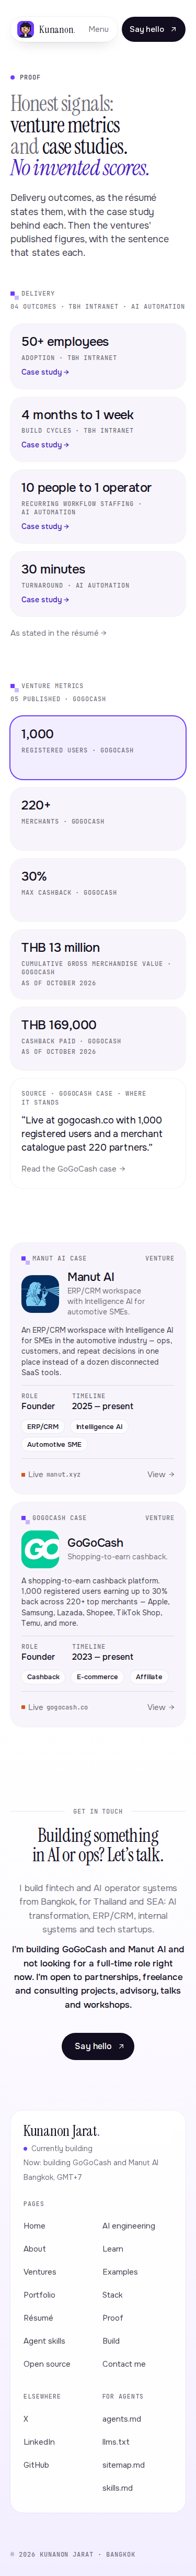 Kunanon.
Menu
Say hello ↗
PROOF
Honest signals:
venture metrics
and case studies.
No invented scores.
Delivery outcomes, as the résumé
states them, with the case study
behind each. Then the ventures'
published figures, with the sentence
that states each.
DELIVERY
04 OUTCOMES · TBH INTRANET · AI AUTOMATION
50+ employees
ADOPTION · TBH INTRANET
Case study →
4 months to 1 week
BUILD CYCLES · TBH INTRANET
Case study →
10 people to 1 operator
RECURRING WORKFLOW STAFFING ·
AI AUTOMATION
Case study →
30 minutes
TURNAROUND · AI AUTOMATION
Case study →
As stated in the résumé →
VENTURE METRICS
05 PUBLISHED · GOGOCASH
1,000
REGISTERED USERS · GOGOCASH
220+
MERCHANTS · GOGOCASH
30%
MAX CASHBACK · GOGOCASH
THB 13 million
CUMULATIVE GROSS MERCHANDISE VALUE ·
GOGOCASH
AS OF OCTOBER 2026
THB 169,000
CASHBACK PAID · GOGOCASH
AS OF OCTOBER 2026
SOURCE · GOGOCASH CASE · WHERE
IT STANDS
“Live at gogocash.co with 1,000
registered users and a merchant
catalogue past 220 partners.”
Read the GoGoCash case →
MANUT AI CASE
VENTURE
Manut AI
ERP/CRM workspace
with Intelligence AI for
automotive SMEs.
An ERP/CRM workspace with Intelligence AI
for SMEs in the automotive industry — ops,
customers, and repeat decisions in one
place instead of a dozen disconnected
SaaS tools.
ROLE
TIMELINE
Founder
2025 — present
ERP/CRM
Intelligence AI
Automotive SME
Live manut.xyz
View →
GOGOCASH CASE
VENTURE
GoGoCash
Shopping-to-earn cashback.
A shopping-to-earn cashback platform.
1,000 registered users earning up to 30%
back across 220+ top merchants — Apple,
Samsung, Lazada, Shopee, TikTok Shop,
Temu, and more.
ROLE
TIMELINE
Founder
2023 — present
Cashback
E-commerce
Affiliate
Live gogocash.co
View →
GET IN TOUCH
Building something
in AI or ops? Let's talk.
I build fintech and AI operator systems
from Bangkok, for Thailand and SEA: AI
transformation, ERP/CRM, internal
systems and tech startups.
I'm building GoGoCash and Manut AI and
not looking for a full-time role right
now. I'm open to partnerships, freelance
and consulting projects, advisory, talks
and workshops.
Say hello ↗
Kunanon Jarat.
Currently building
Now: building GoGoCash and Manut AI
Bangkok, GMT+7
PAGES
Home
AI engineering
About
Learn
Ventures
Examples
Portfolio
Stack
Résumé
Proof
Agent skills
Build
Open source
Contact me
ELSEWHERE
FOR AGENTS
X
agents.md
LinkedIn
llms.txt
GitHub
sitemap.md
skills.md
© 2026 KUNANON JARAT · BANGKOK